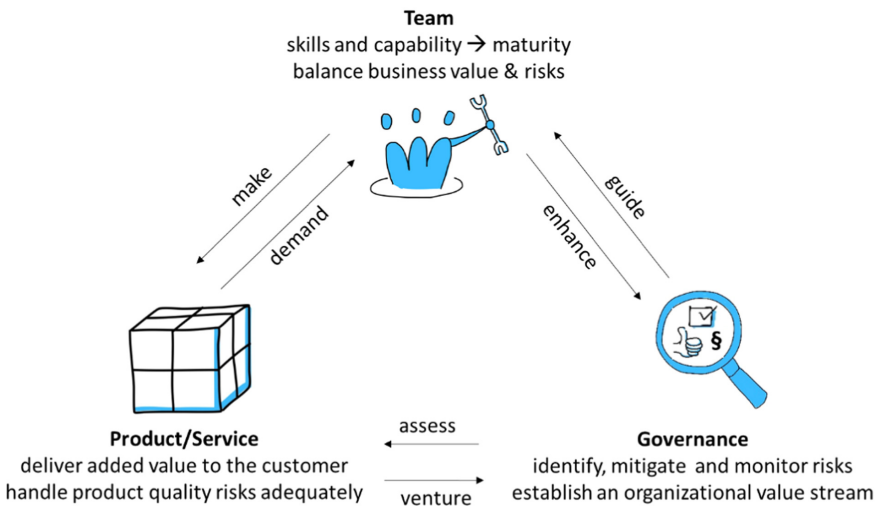 Team
skills and capability → maturity
balance business value & risks
make
demand
enhance
guide
§
Product/Service
deliver added value to the customer
handle product quality risks adequately
assess
venture
Governance
identify, mitigate and monitor risks
establish an organizational value stream